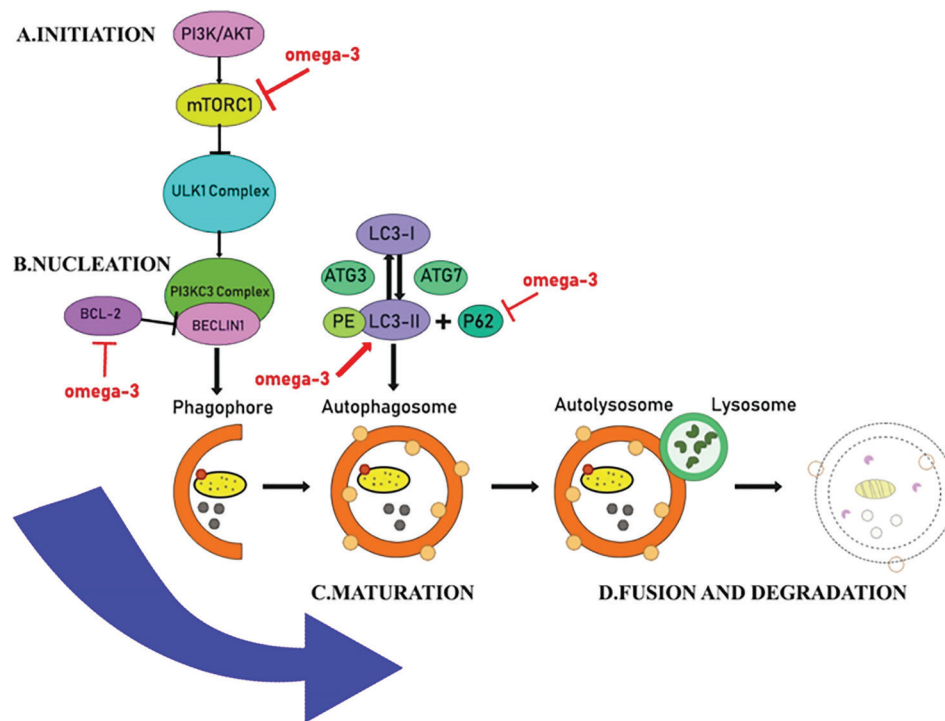 A.INITIATION
PI3K/AKT
omega-3
mTORC1
ULK1 Complex
B.NUCLEATION
PI3KC3 Complex
BCL-2
BECLIN1
omega-3
LC3-I
ATG3
ATG7
omega-3
PE
LC3-II
+
P62
omega-3
Phagophore
Autophagosome
Autolysosome
Lysosome
C.MATURATION
D.FUSION AND DEGRADATION